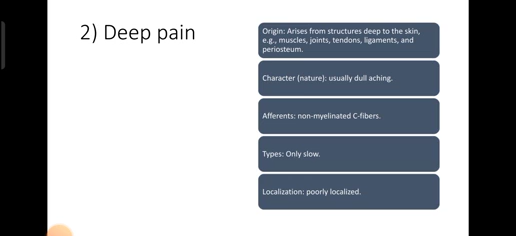 2) Deep pain
Origin: Arises from structures deep to the skin,
e.g., muscles, joints, tendons, ligaments, and
periosteum.
Character (nature): usually dull aching.
Afferents: non-myelinated C-fibers.
Types: Only slow.
Localization: poorly localized.